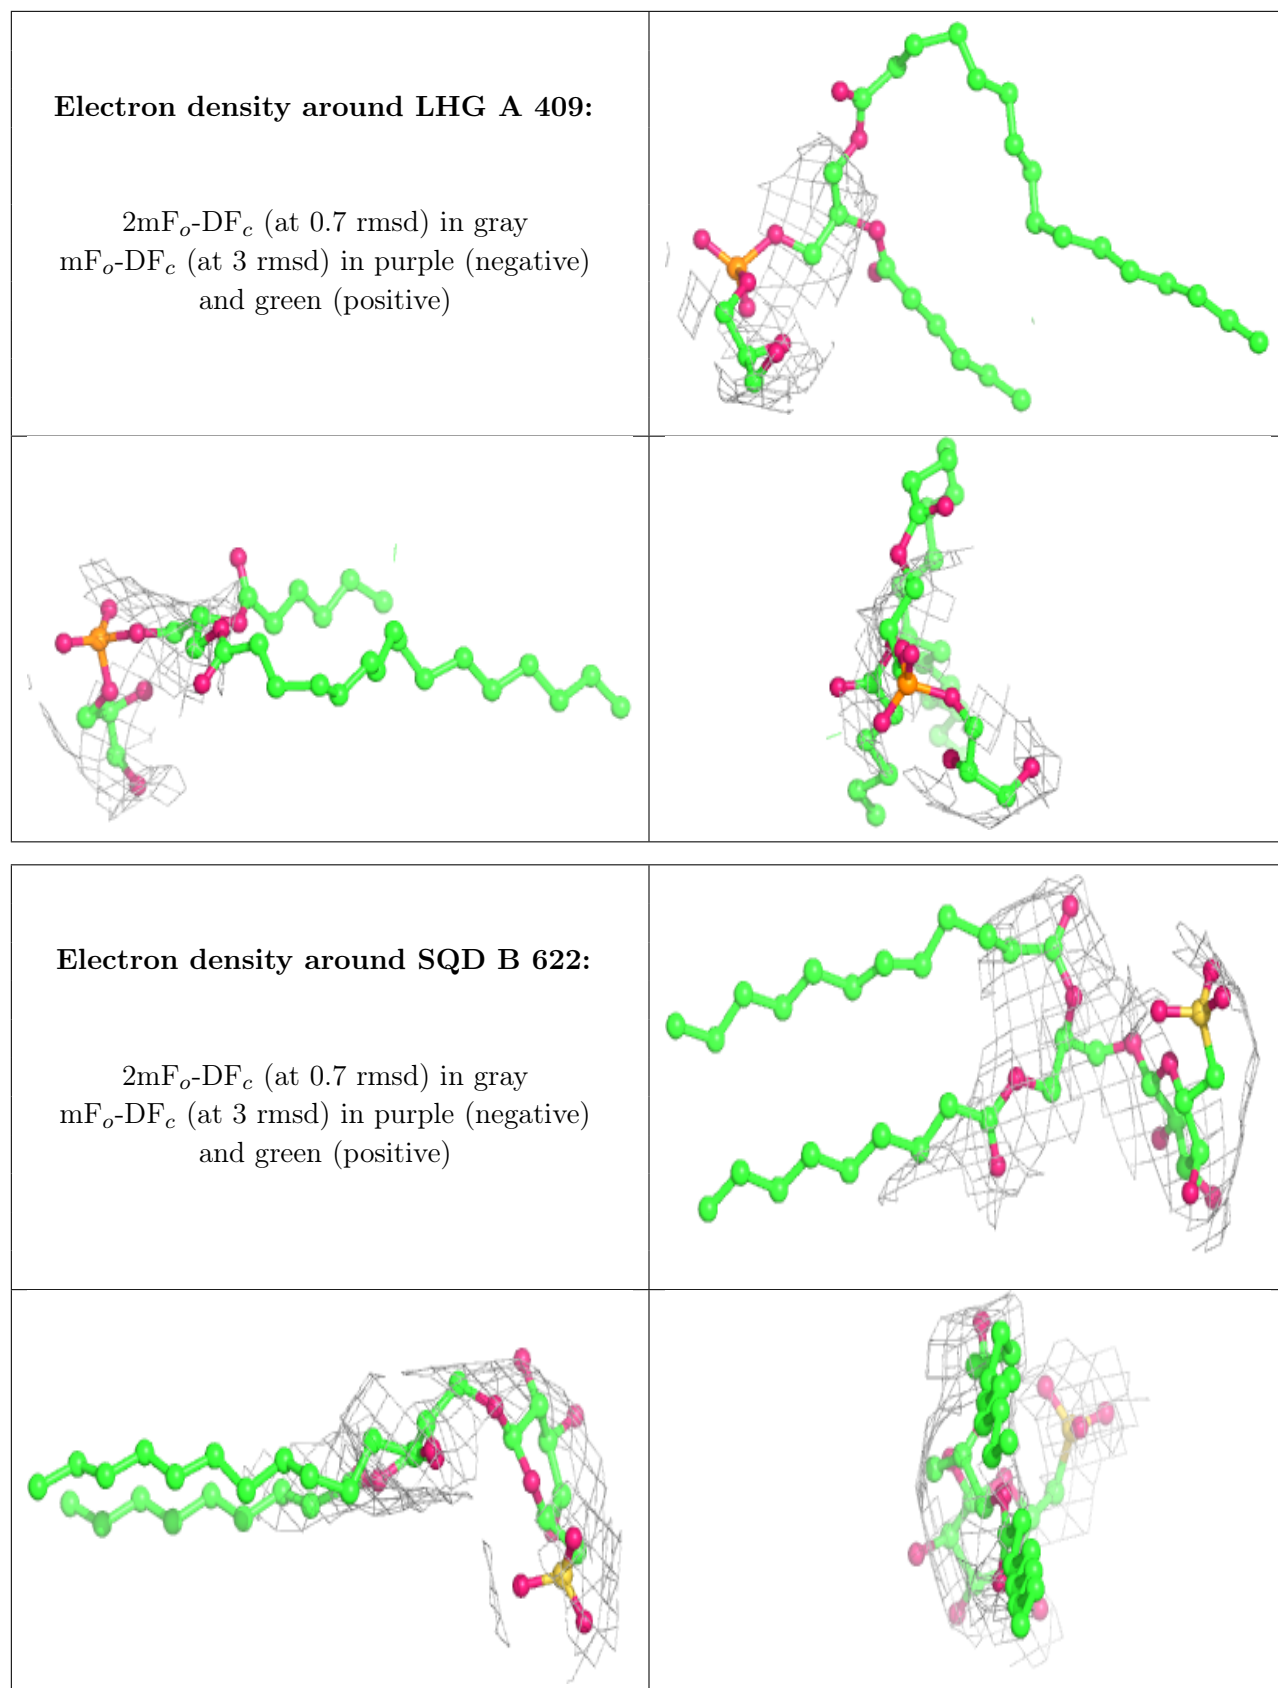 Electron density around LHG A 409:
2mFₒ-DF𝒸 (at 0.7 rmsd) in gray
mFₒ-DF𝒸 (at 3 rmsd) in purple (negative)
and green (positive)
Electron density around SQD B 622:
2mFₒ-DF𝒸 (at 0.7 rmsd) in gray
mFₒ-DF𝒸 (at 3 rmsd) in purple (negative)
and green (positive)